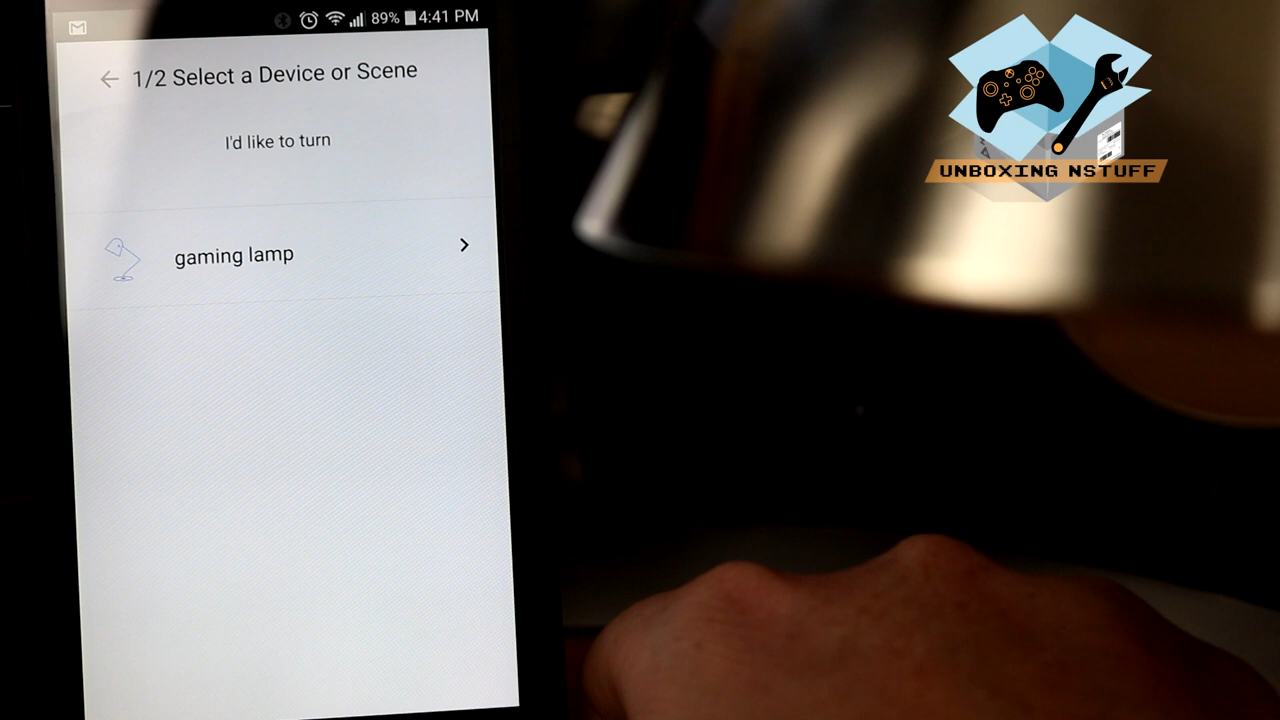 89% 4:41 PM
1/2 Select a Device or Scene
I'd like to turn
gaming lamp
UNBOXING NSTUFF